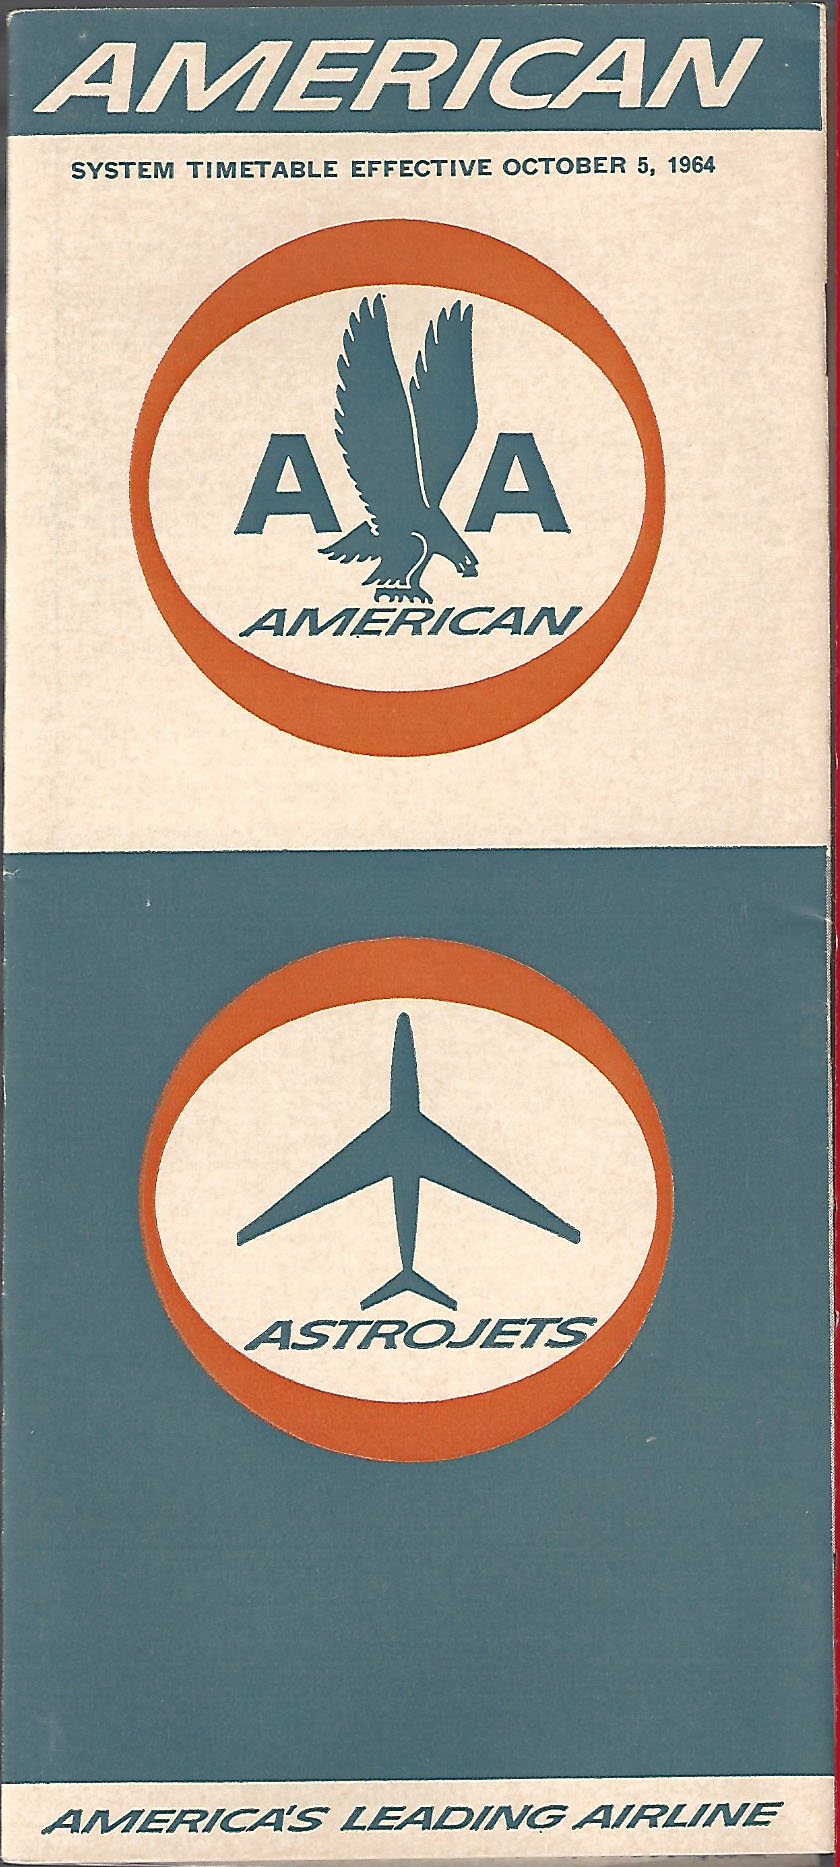 AMERICAN
SYSTEM TIMETABLE EFFECTIVE OCTOBER 5, 1964
A A
AMERICAN
ASTROJETS
AMERICA'S LEADING AIRLINE